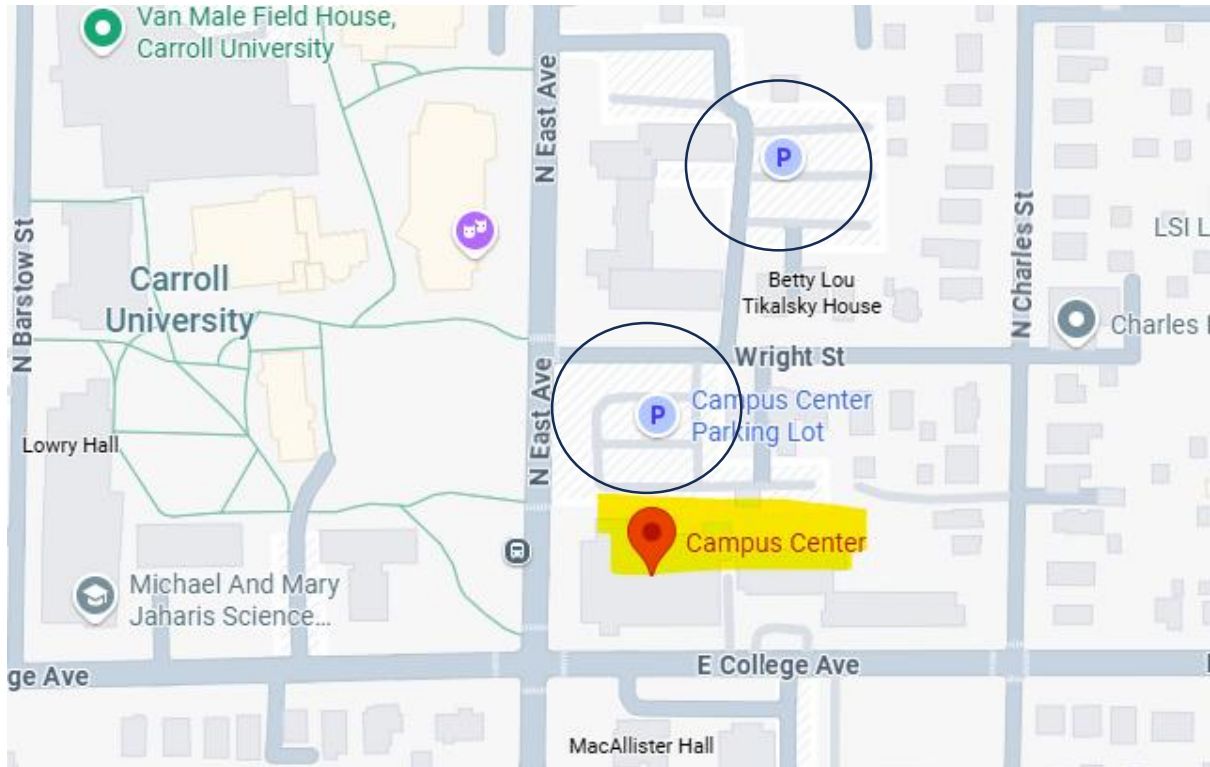 Van Male Field House,
Carroll University
N East Ave
P
N Barstow St
Carroll
University
N Charles St
LSI L
Betty Lou
Tikalsky House
Charles
Wright St
P
Campus Center
Parking Lot
N East Ave
Lowry Hall
Campus Center
Michael And Mary
Jaharis Science...
ge Ave
E College Ave
MacAllister Hall